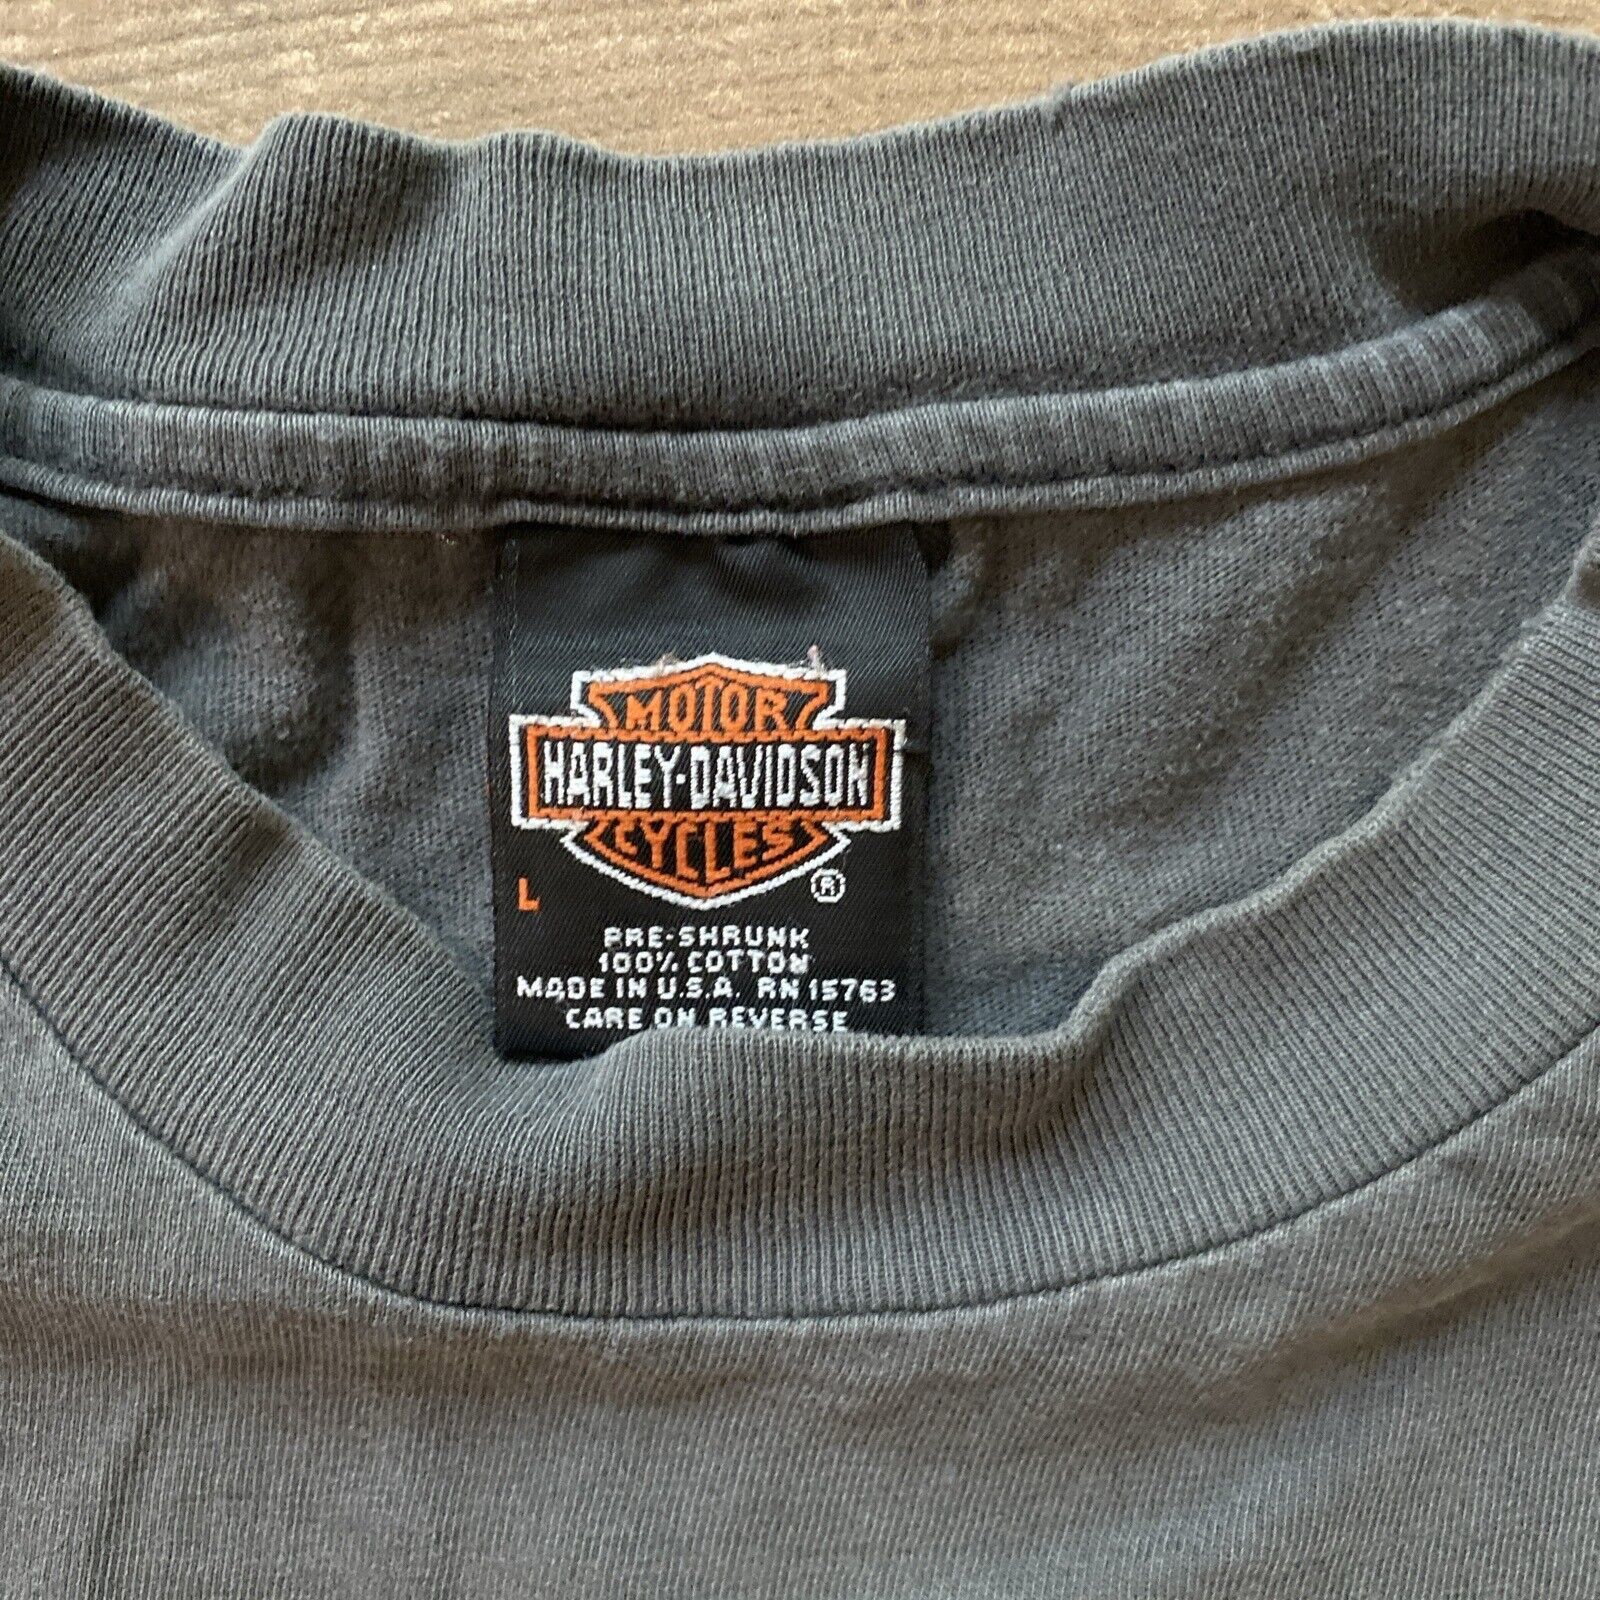 MOTOR
HARLEY-DAVIDSON
CYCLES
L ®
PRE-SHRUNK
100% COTTON
MADE IN U.S.A. RN 15763
CARE ON REVERSE